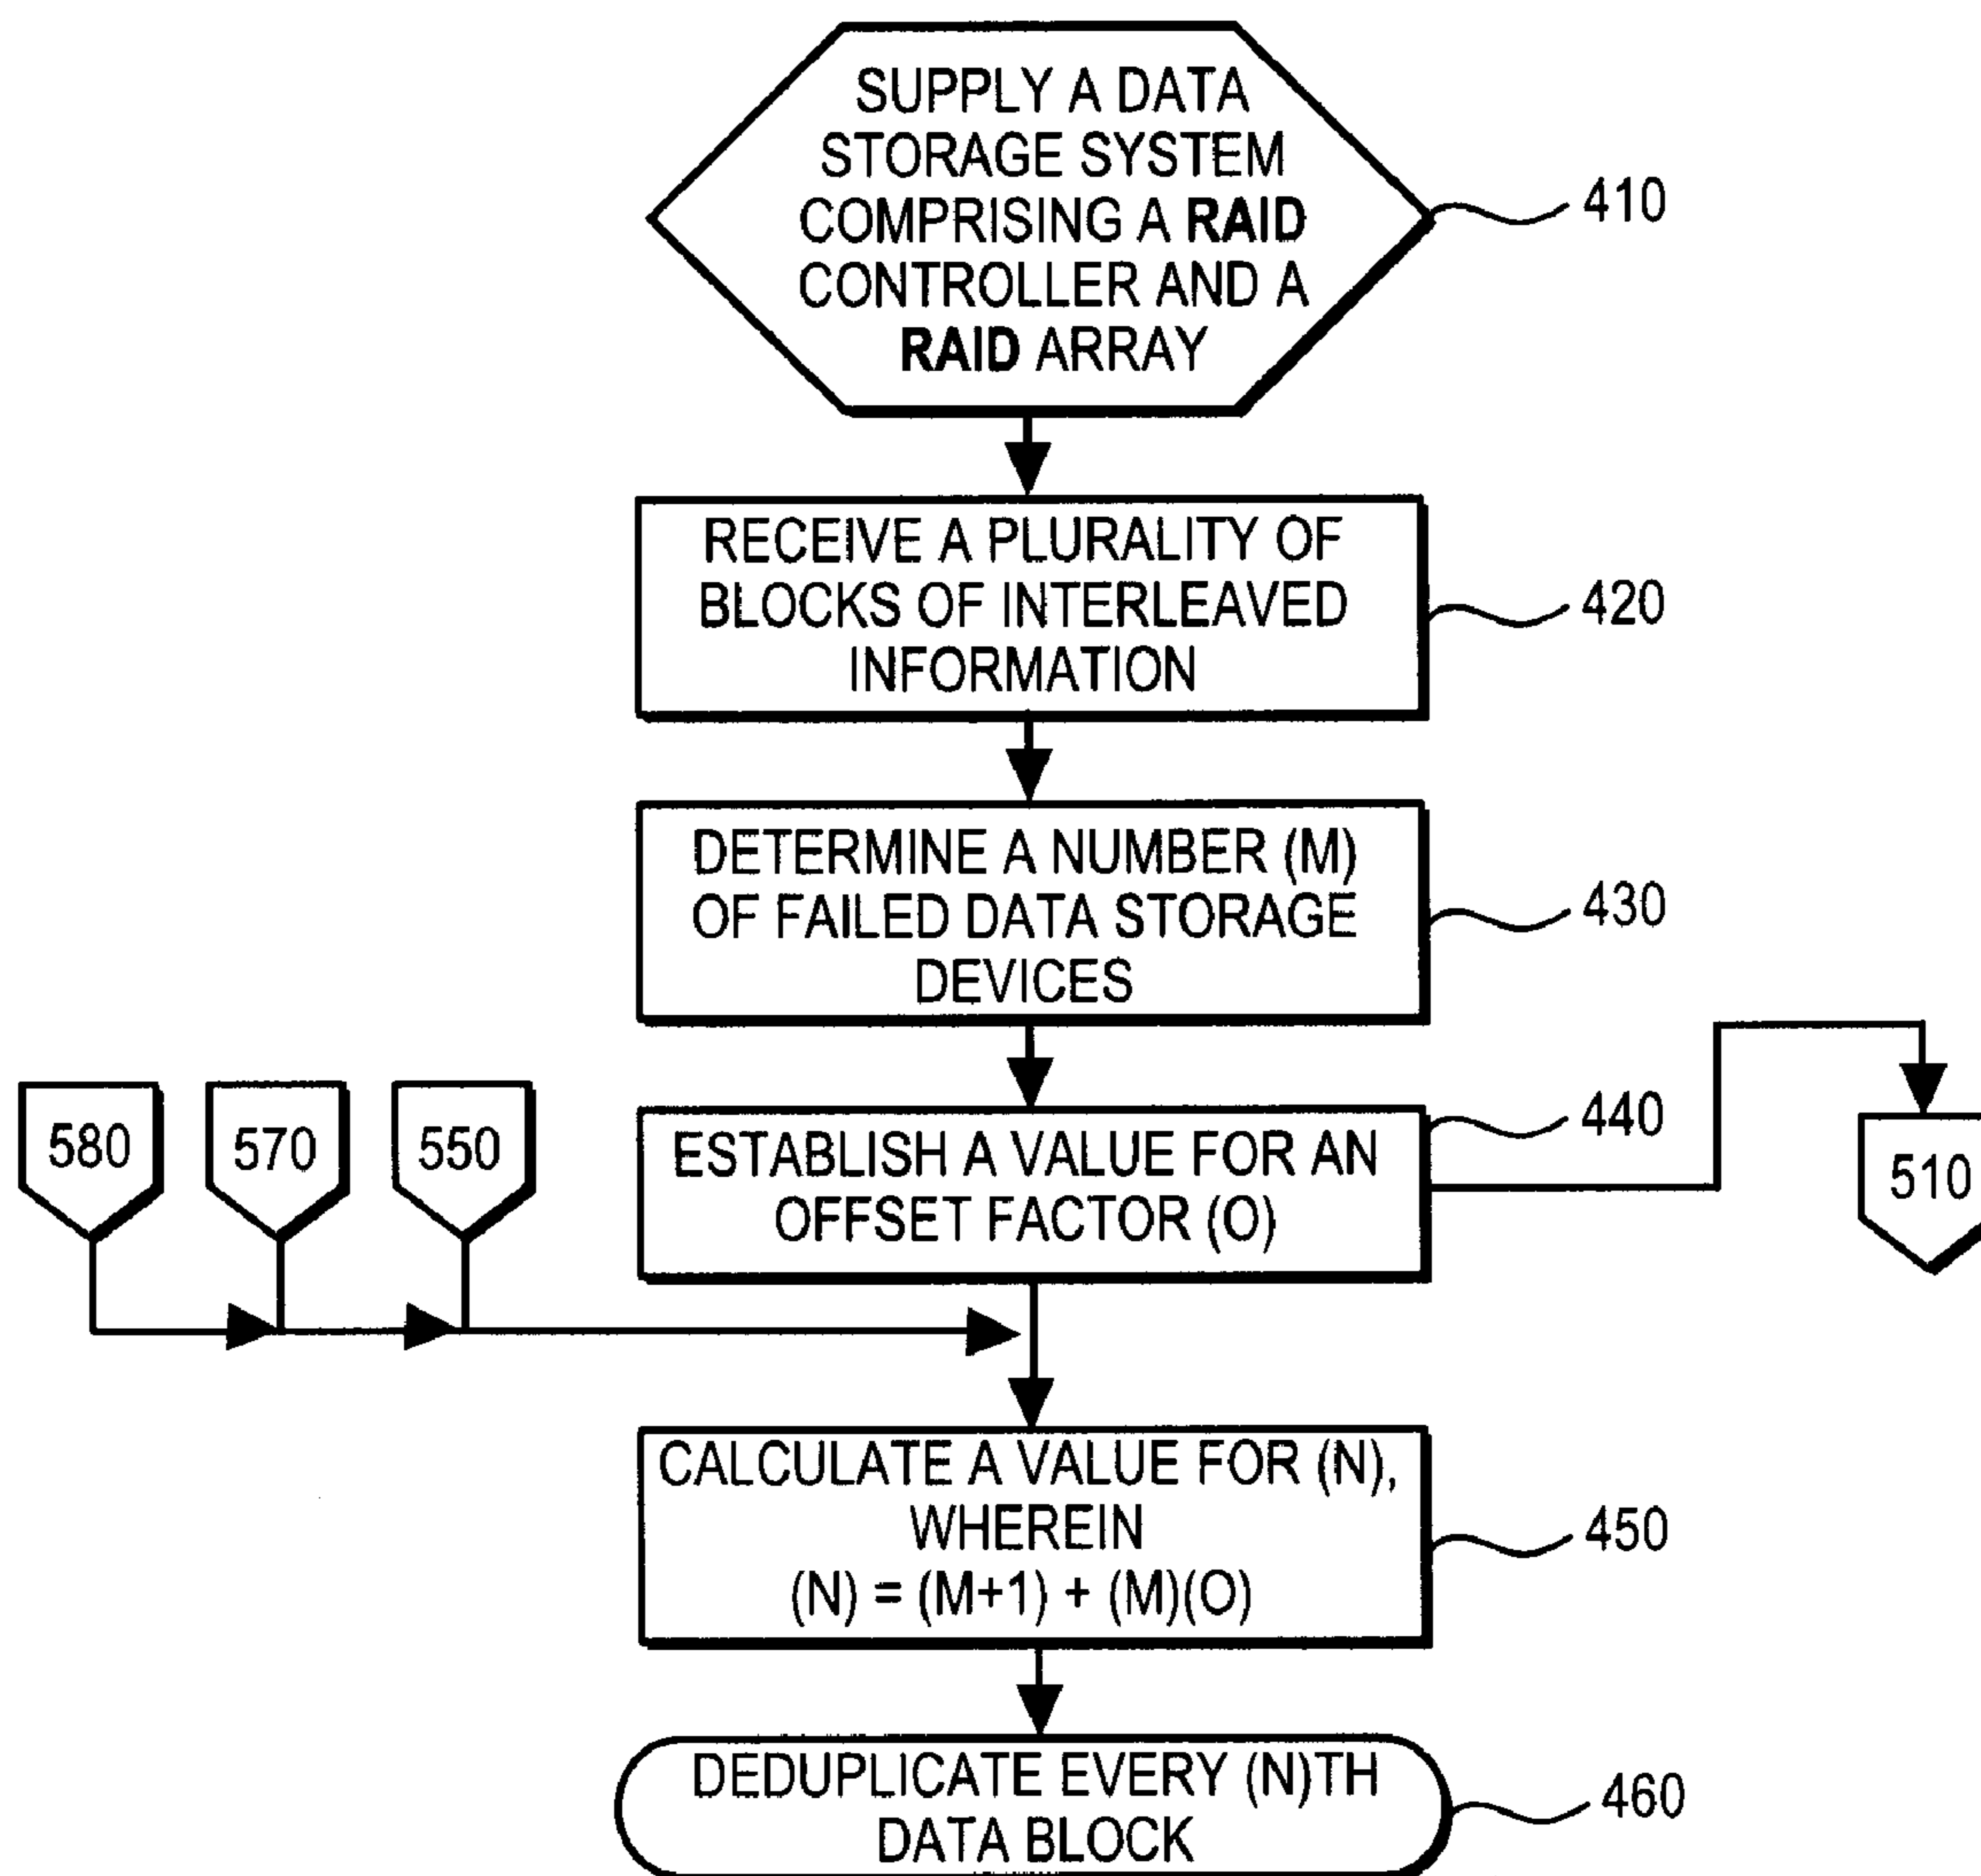 SUPPLY A DATA
STORAGE SYSTEM
COMPRISING A RAID
CONTROLLER AND A
RAID ARRAY
410
RECEIVE A PLURALITY OF
BLOCKS OF INTERLEAVED
INFORMATION
420
DETERMINE A NUMBER (M)
OF FAILED DATA STORAGE
DEVICES
430
580
570
550
ESTABLISH A VALUE FOR AN
OFFSET FACTOR (O)
440
510
CALCULATE A VALUE FOR (N),
WHEREIN
(N) = (M+1) + (M)(O)
450
DEDUPLICATE EVERY (N)TH
DATA BLOCK
460